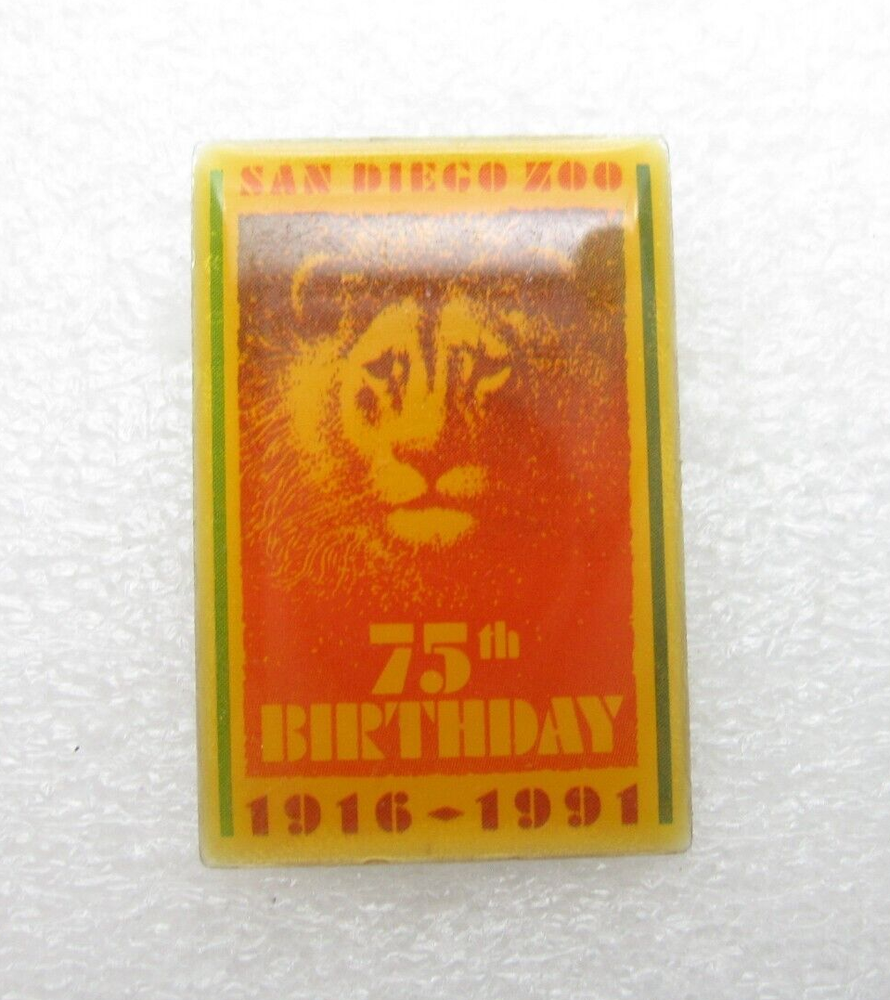 SAN DIEGO ZOO
75th
BIRTHDAY
1916-1991